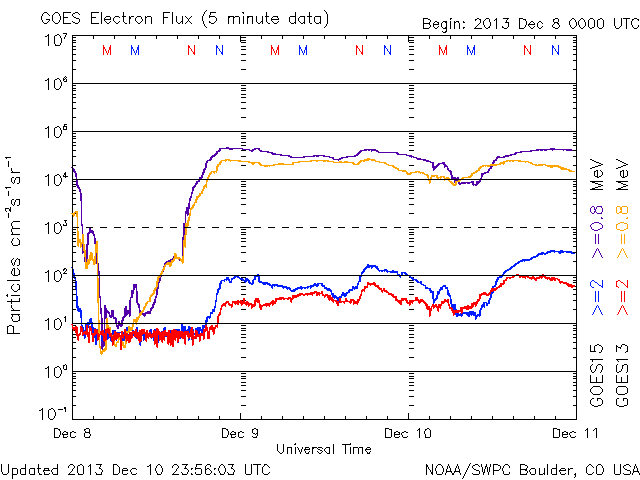 GOES Electron Flux (5 minute data)
Begin: 2013 Dec 8 0000 UTC
M M N N M M N N M M N N
10⁷
10⁶
10⁵
10⁴
10³
10²
10¹
10⁰
10⁻¹
Particles cm⁻²s⁻¹sr⁻¹
Dec 8 Dec 9 Dec 10 Dec 11
Universal Time
GOES15 >=2 >=0.8 MeV
GOES13 >=2 >=0.8 MeV
Updated 2013 Dec 10 23:56:03 UTC
NOAA/SWPC Boulder, CO USA